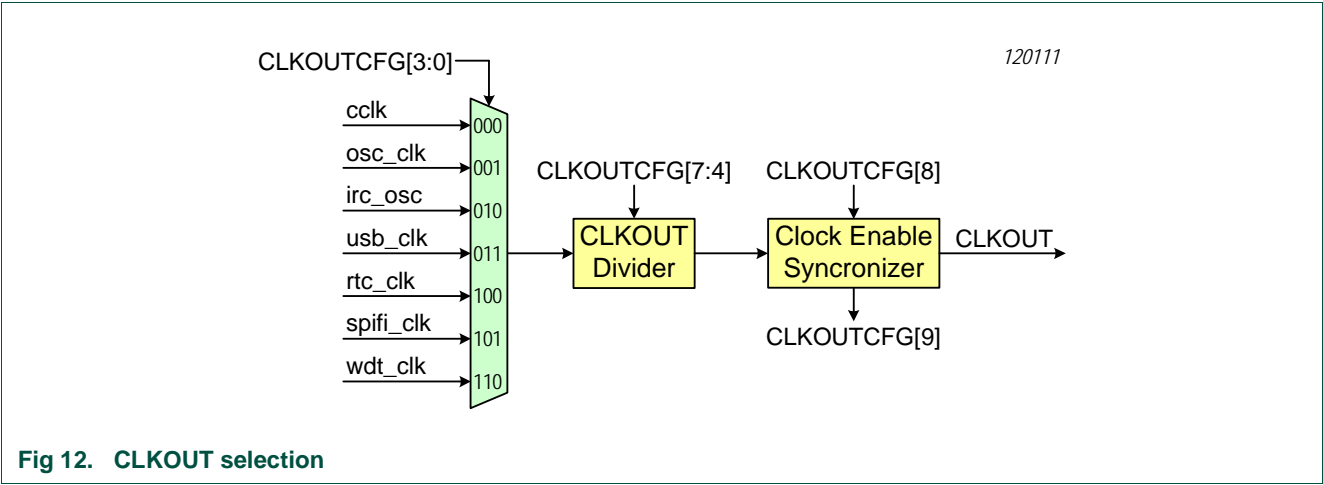 120111
CLKOUTCFG[3:0]
cclk
000
osc_clk
001
irc_osc
010
usb_clk
011
rtc_clk
100
spifi_clk
101
wdt_clk
110
CLKOUTCFG[7:4]
CLKOUT
Divider
CLKOUTCFG[8]
Clock Enable
Syncronizer
CLKOUTCFG[9]
CLKOUT
Fig 12. CLKOUT selection